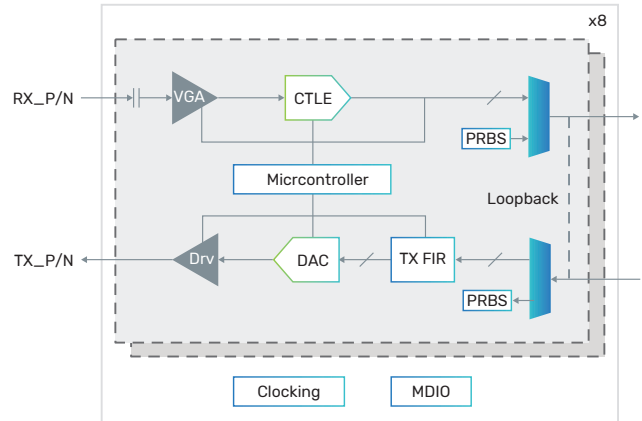 x8
RX_P/N
VGA
CTLE
PRBS
Micrcontroller
Loopback
TX_P/N
Drv
DAC
TX FIR
PRBS
Clocking
MDIO